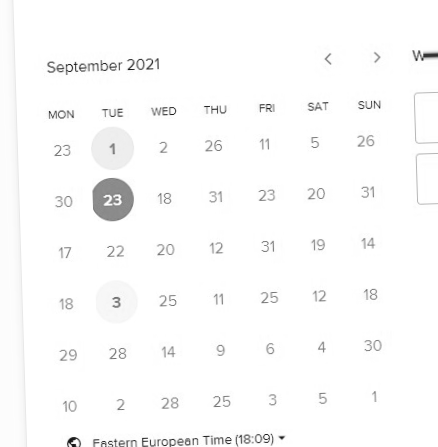 September 2021
MON TUE WED THU FRI SAT SUN
23 1 2 26 11 5 26
30 23 18 31 23 20 31
17 22 20 12 31 19 14
18 3 25 11 25 12 18
29 28 14 9 6 4 30
10 2 28 25 3 5 1
Eastern European Time (18:09)